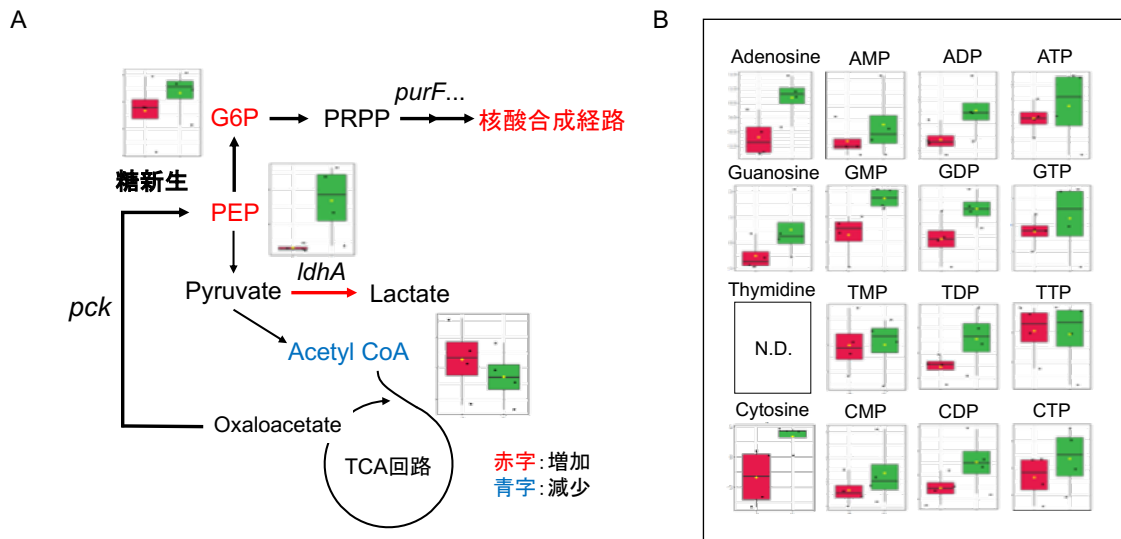 A
G6P
PRPP
purF...
核酸合成経路
糖新生
PEP
ldhA
Pyruvate
Lactate
pck
Acetyl CoA
Oxaloacetate
TCA回路
赤字：増加
青字：減少
B
Adenosine AMP ADP ATP
Guanosine GMP GDP GTP
Thymidine TMP TDP TTP
N.D.
Cytosine CMP CDP CTP